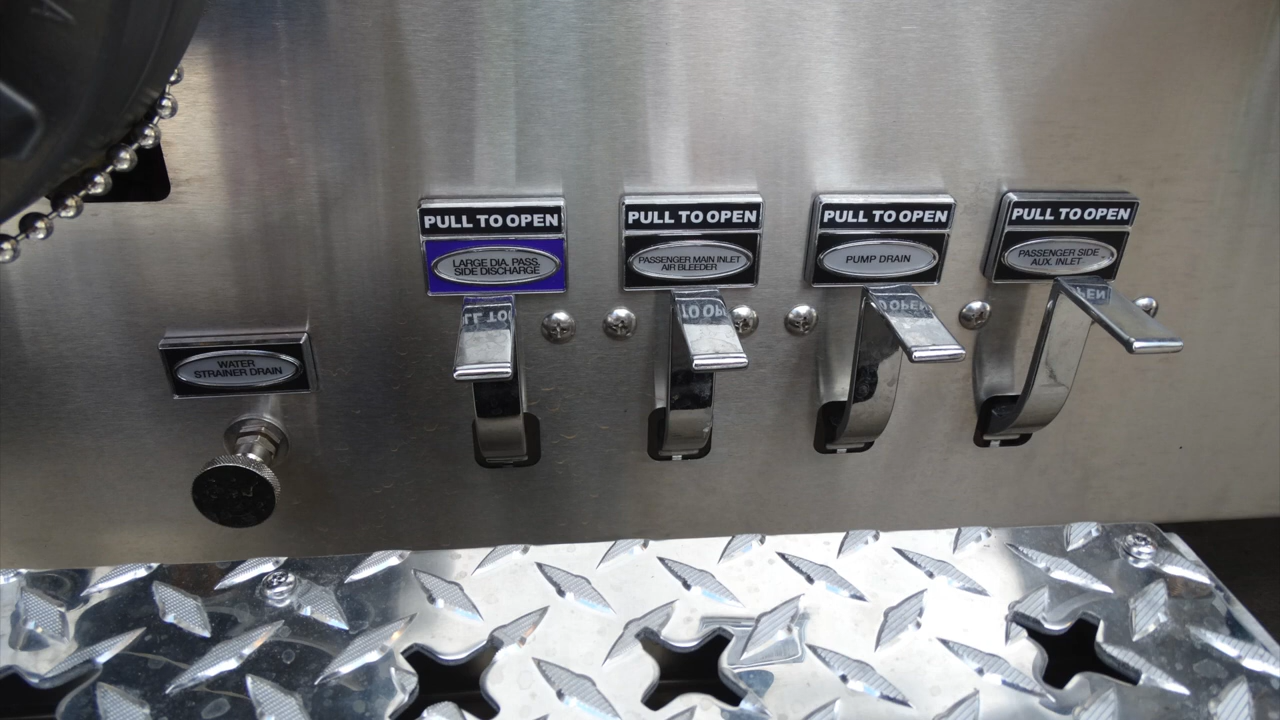 PULL TO OPEN
LARGE DIA. PASS.
SIDE DISCHARGE
PULL TO OPEN
PASSENGER MAIN INLET
AIR BLEEDER
PULL TO OPEN
PUMP DRAIN
PULL TO OPEN
PASSENGER SIDE
AUX. INLET
WATER
STRAINER DRAIN